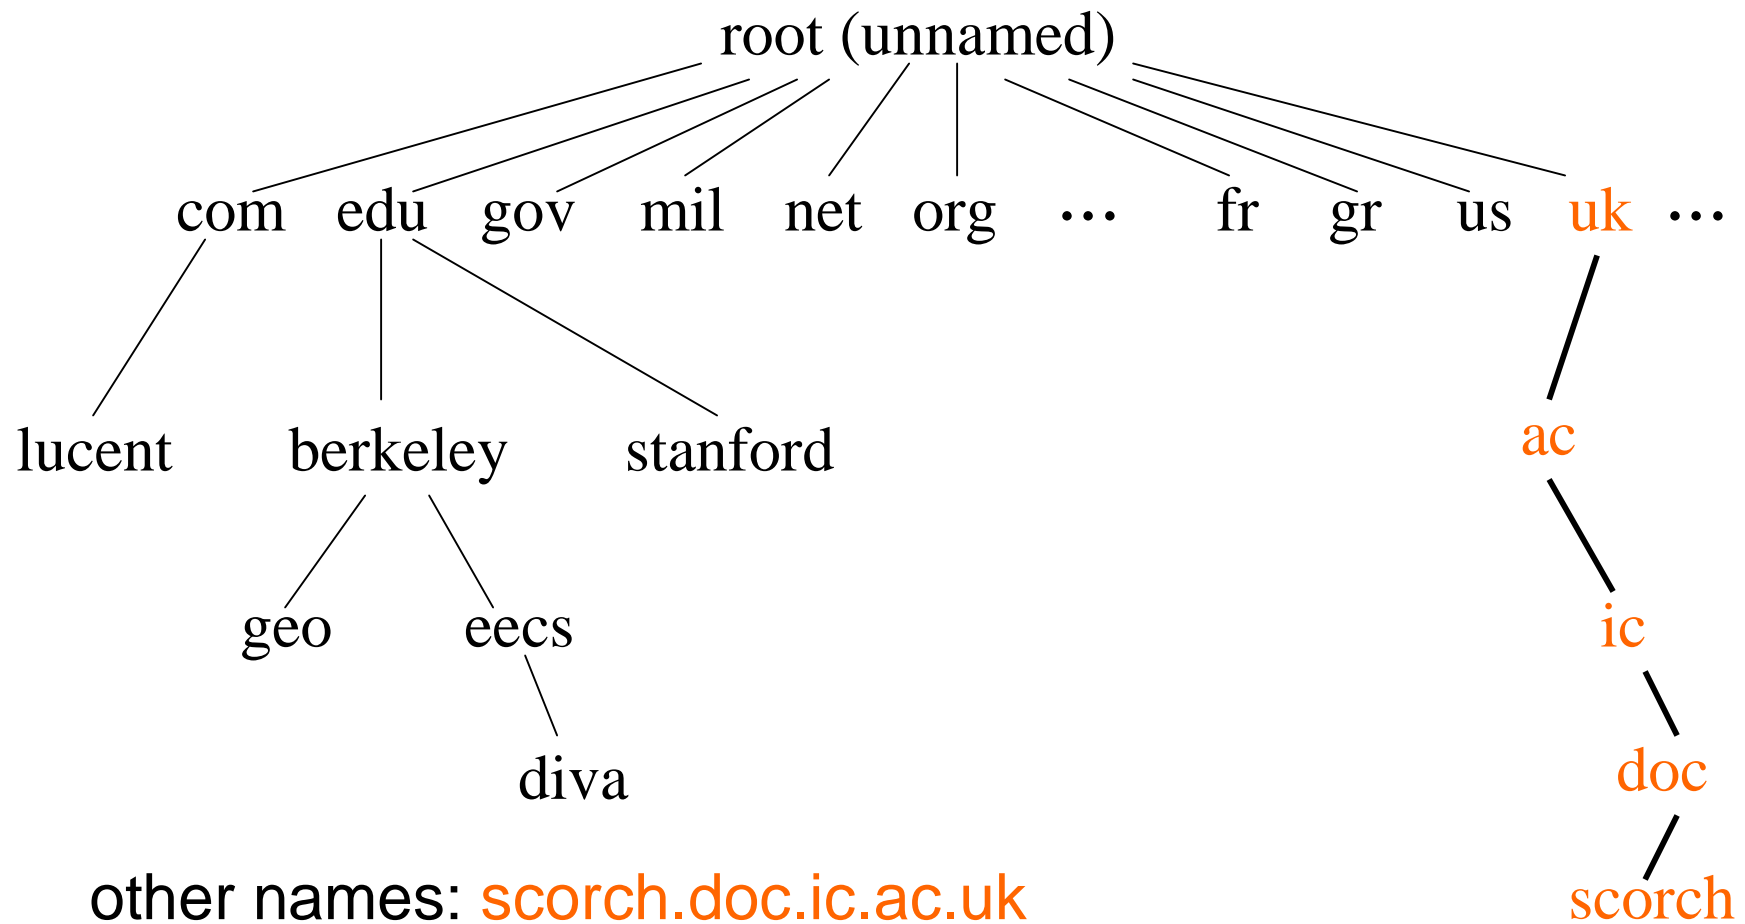 root (unnamed)
com edu gov mil net org ... fr gr us uk ...
lucent berkeley stanford ac
geo eecs ic
diva doc
other names: scorch.doc.ic.ac.uk scorch